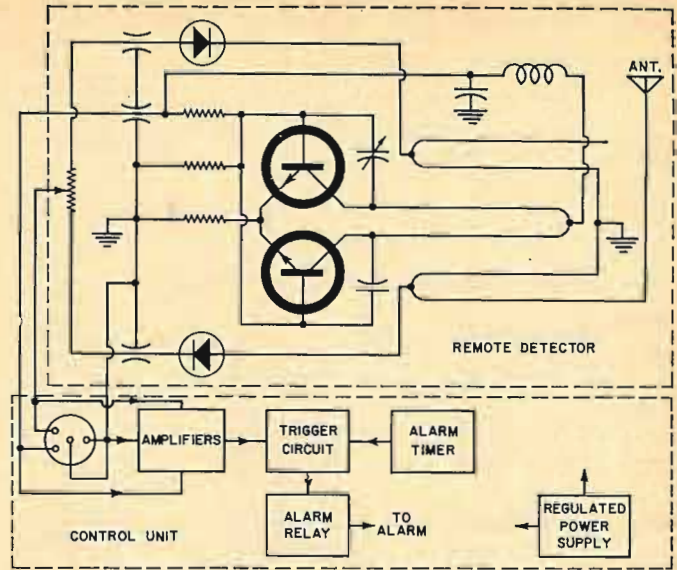 ANT.
REMOTE DETECTOR
AMPLIFIERS
TRIGGER
CIRCUIT
ALARM
TIMER
ALARM
RELAY
TO
ALARM
REGULATED
POWER
SUPPLY
CONTROL UNIT